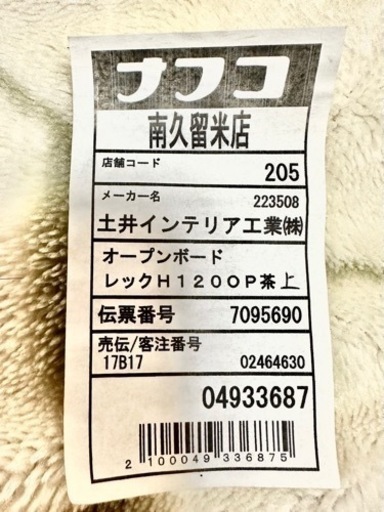 ナフコ
南久留米店
店舗コード 205
メーカー名 223508
土井インテリア工業㈱
オープンボード
レックH1200P茶上
伝票番号 7095690
売伝/客注番号
17B17 02464630
04933687
2 100049 336875